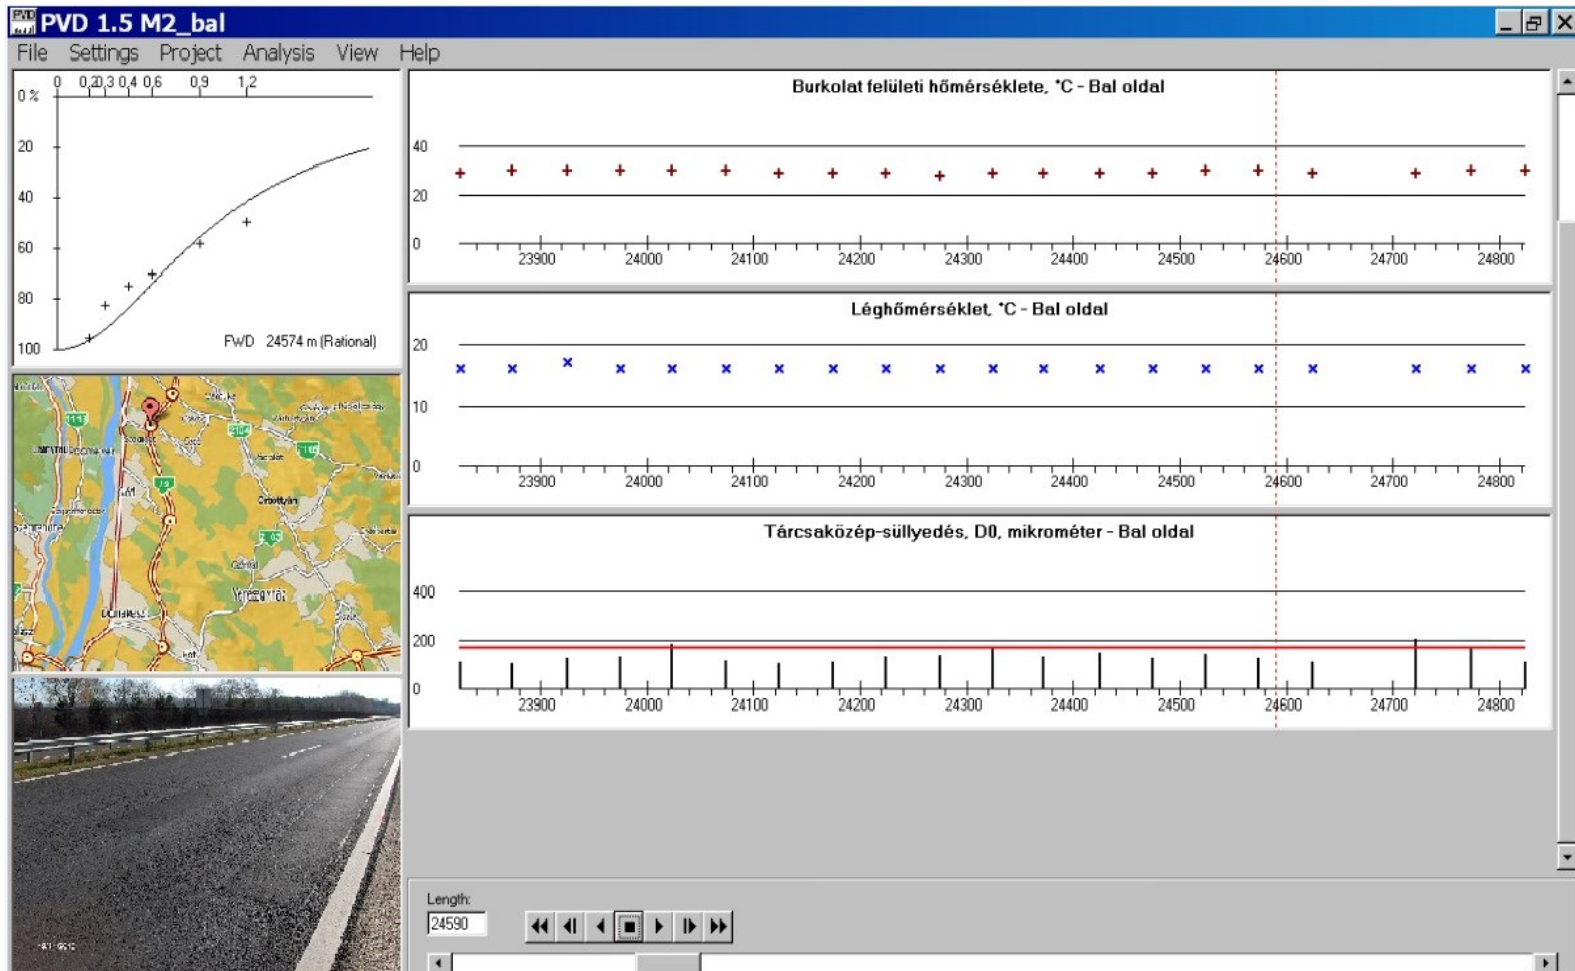 PVD 1.5 M2_bal
File Settings Project Analysis View Help
0 0,2 0,3 0,4 0,6 0,9 1,2
0 %
20
40
60
80
100
FWD 24574 m (Rational)
Burkolat felületi hőmérséklete, °C - Bal oldal
40
20
0
23900 24000 24100 24200 24300 24400 24500 24600 24700 24800
Léghőmérséklet, °C - Bal oldal
20
10
0
23900 24000 24100 24200 24300 24400 24500 24600 24700 24800
Tárcsaközép-süllyedés, D0, mikrométer - Bal oldal
400
200
0
23900 24000 24100 24200 24300 24400 24500 24600 24700 24800
Őrbottyán
Veresegyház
Length:
24590